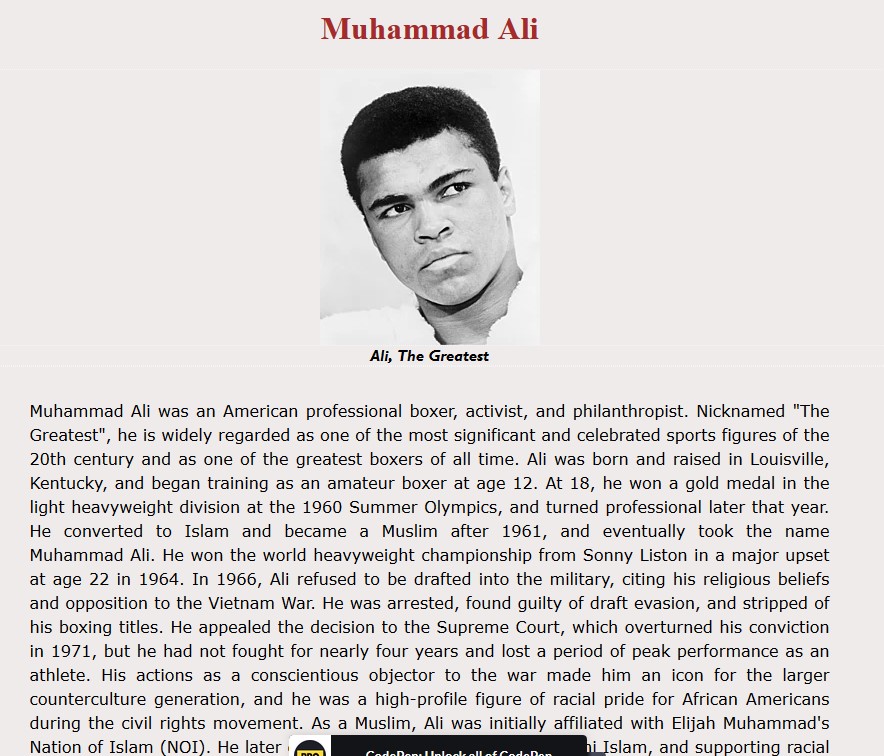 Muhammad Ali
Ali, The Greatest
Muhammad Ali was an American professional boxer, activist, and philanthropist. Nicknamed "The
Greatest", he is widely regarded as one of the most significant and celebrated sports figures of the
20th century and as one of the greatest boxers of all time. Ali was born and raised in Louisville,
Kentucky, and began training as an amateur boxer at age 12. At 18, he won a gold medal in the
light heavyweight division at the 1960 Summer Olympics, and turned professional later that year.
He converted to Islam and became a Muslim after 1961, and eventually took the name
Muhammad Ali. He won the world heavyweight championship from Sonny Liston in a major upset
at age 22 in 1964. In 1966, Ali refused to be drafted into the military, citing his religious beliefs
and opposition to the Vietnam War. He was arrested, found guilty of draft evasion, and stripped of
his boxing titles. He appealed the decision to the Supreme Court, which overturned his conviction
in 1971, but he had not fought for nearly four years and lost a period of peak performance as an
athlete. His actions as a conscientious objector to the war made him an icon for the larger
counterculture generation, and he was a high-profile figure of racial pride for African Americans
during the civil rights movement. As a Muslim, Ali was initially affiliated with Elijah Muhammad's
Nation of Islam (NOI). He later Islam, and supporting racial
PRO CodePen: Unlock all of CodePen